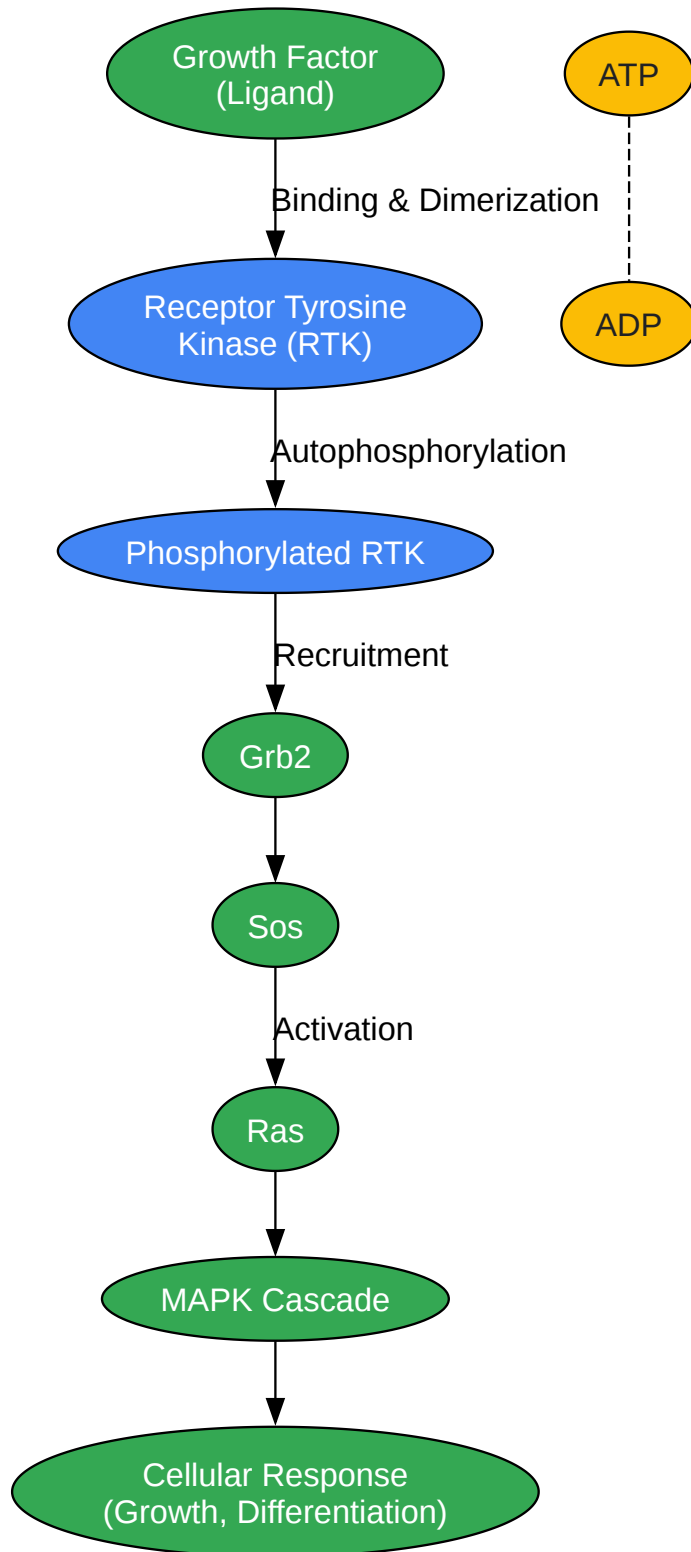 Growth Factor
(Ligand)
ATP
Binding & Dimerization
Receptor Tyrosine
Kinase (RTK)
ADP
Autophosphorylation
Phosphorylated RTK
Recruitment
Grb2
Sos
Activation
Ras
MAPK Cascade
Cellular Response
(Growth, Differentiation)